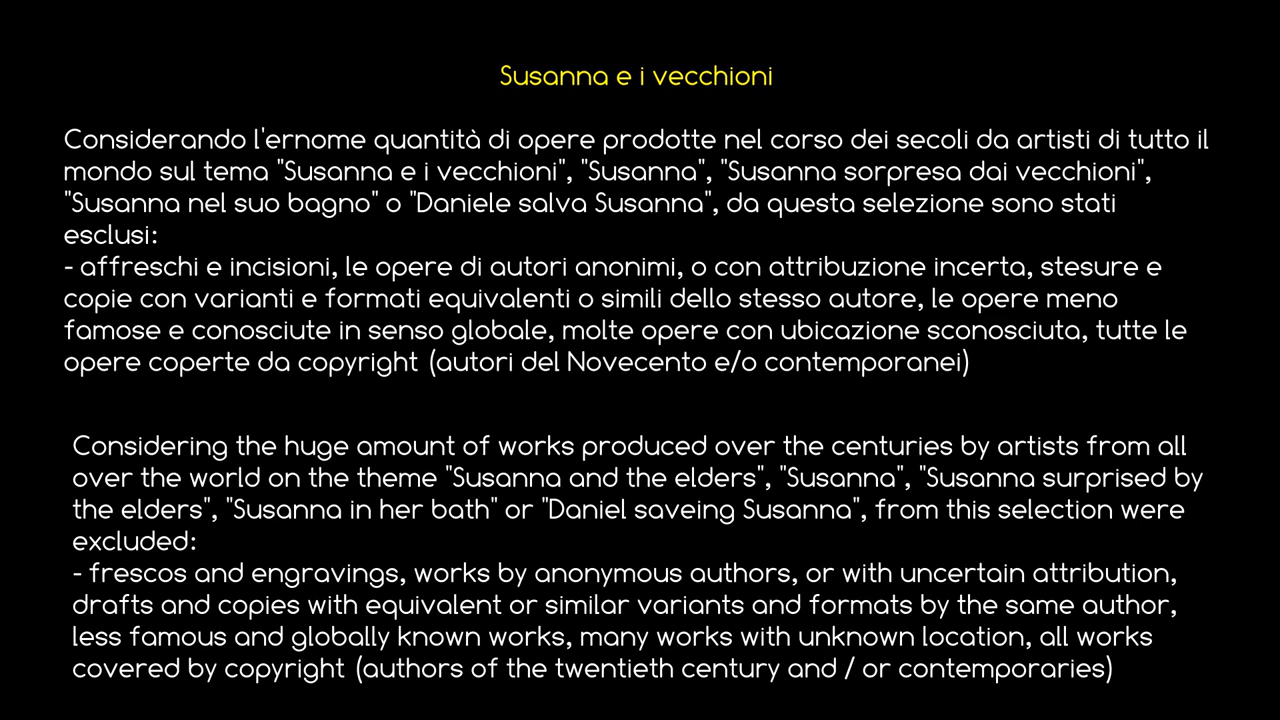 Susanna e i vecchioni
Considerando l'ernome quantità di opere prodotte nel corso dei secoli da artisti di tutto il
mondo sul tema "Susanna e i vecchioni", "Susanna", "Susanna sorpresa dai vecchioni",
"Susanna nel suo bagno" o "Daniele salva Susanna", da questa selezione sono stati
esclusi:
- affreschi e incisioni, le opere di autori anonimi, o con attribuzione incerta, stesure e
copie con varianti e formati equivalenti o simili dello stesso autore, le opere meno
famose e conosciute in senso globale, molte opere con ubicazione sconosciuta, tutte le
opere coperte da copyright (autori del Novecento e/o contemporanei)
Considering the huge amount of works produced over the centuries by artists from all
over the world on the theme "Susanna and the elders", "Susanna", "Susanna surprised by
the elders", "Susanna in her bath" or "Daniel saveing Susanna", from this selection were
excluded:
- frescos and engravings, works by anonymous authors, or with uncertain attribution,
drafts and copies with equivalent or similar variants and formats by the same author,
less famous and globally known works, many works with unknown location, all works
covered by copyright (authors of the twentieth century and / or contemporaries)